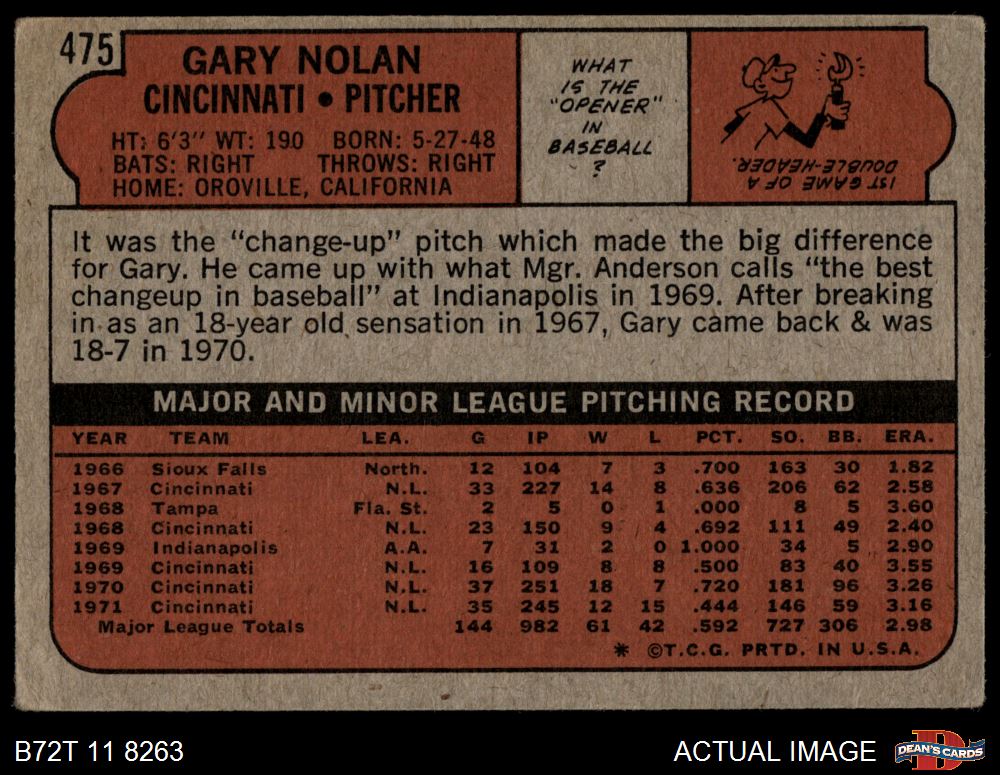 475
GARY NOLAN
CINCINNATI • PITCHER
HT: 6'3" WT: 190 BORN: 5-27-48
BATS: RIGHT THROWS: RIGHT
HOME: OROVILLE, CALIFORNIA
WHAT
IS THE
"OPENER"
IN
BASEBALL
?
1ST GAME OF A
DOUBLE-HEADER.
It was the "change-up" pitch which made the big difference
for Gary. He came up with what Mgr. Anderson calls "the best
changeup in baseball" at Indianapolis in 1969. After breaking
in as an 18-year old sensation in 1967, Gary came back & was
18-7 in 1970.
MAJOR AND MINOR LEAGUE PITCHING RECORD
YEAR TEAM LEA. G IP W L PCT. SO. BB. ERA.
1966 Sioux Falls North. 12 104 7 3 .700 163 30 1.82
1967 Cincinnati N.L. 33 227 14 8 .636 206 62 2.58
1968 Tampa Fla. St. 2 5 0 1 .000 8 5 3.60
1968 Cincinnati N.L. 23 150 9 4 .692 111 49 2.40
1969 Indianapolis A.A. 7 31 2 0 1.000 34 5 2.90
1969 Cincinnati N.L. 16 109 8 8 .500 83 40 3.55
1970 Cincinnati N.L. 37 251 18 7 .720 181 96 3.26
1971 Cincinnati N.L. 35 245 12 15 .444 146 59 3.16
Major League Totals 144 982 61 42 .592 727 306 2.98
* ©T.C.G. PRTD. IN U.S.A.
B72T 11 8263
ACTUAL IMAGE
D
DEAN'S CARDS